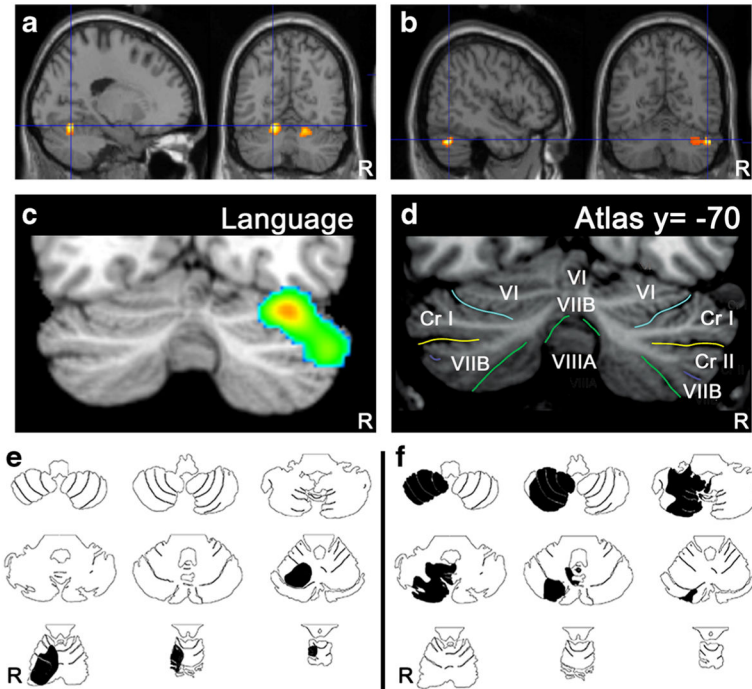 a
R
b
R
c
Language
R
d
Atlas y= -70
VI
VI
VI
VIIB
Cr I
Cr I
VIIB
VIIIA
Cr II
VIIB
R
e
R
f
R